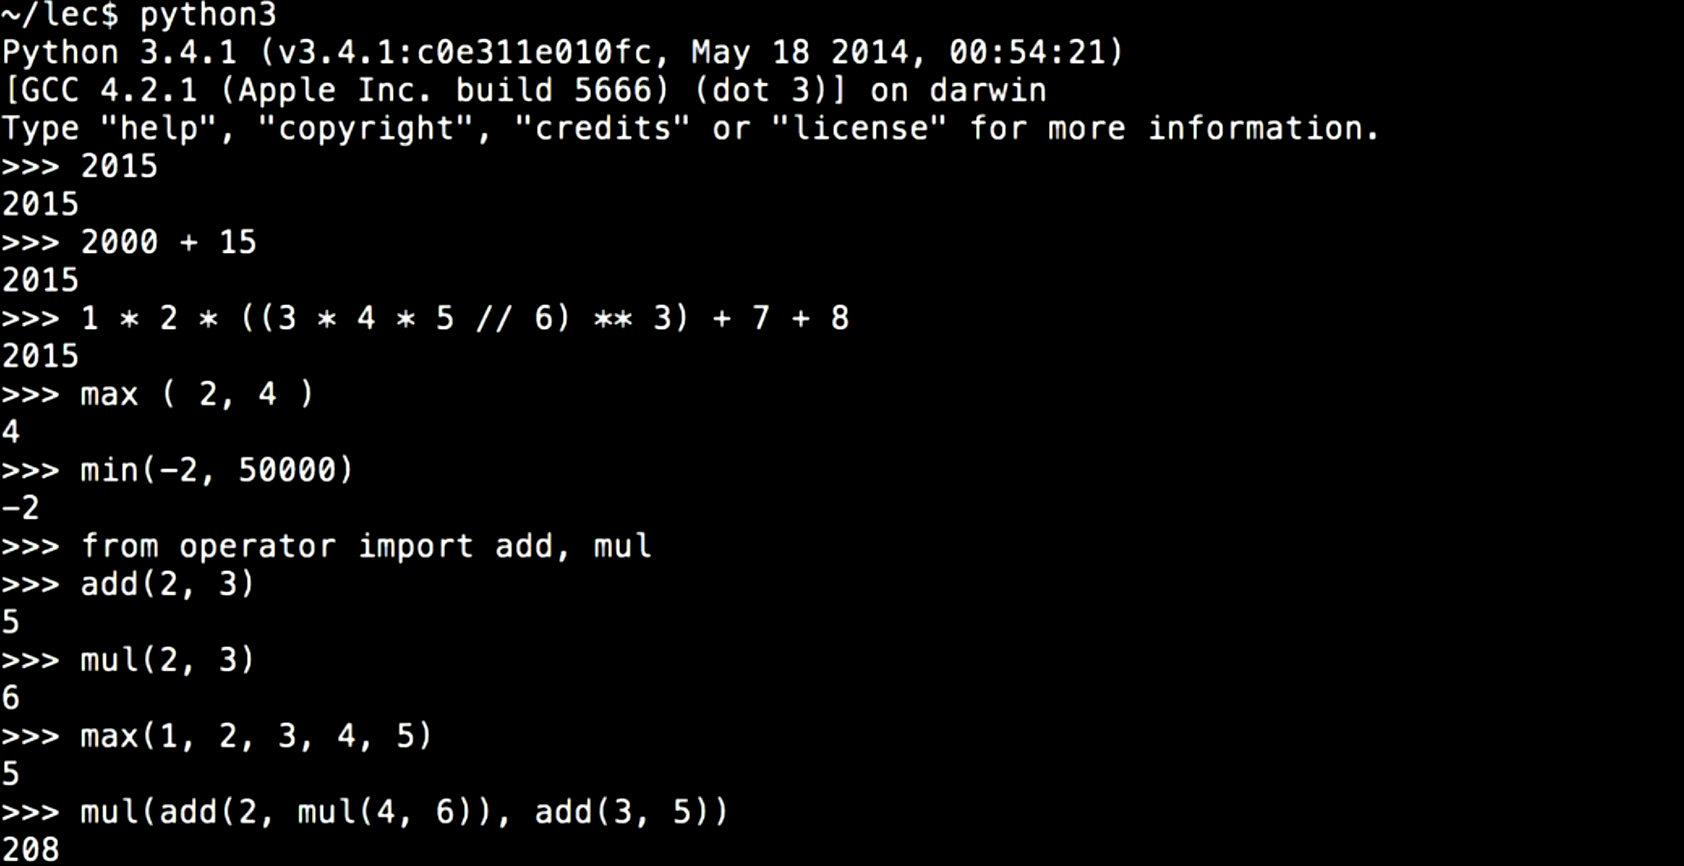 ~/lec$ python3
Python 3.4.1 (v3.4.1:c0e311e010fc, May 18 2014, 00:54:21)
[GCC 4.2.1 (Apple Inc. build 5666) (dot 3)] on darwin
Type "help", "copyright", "credits" or "license" for more information.
>>> 2015
2015
>>> 2000 + 15
2015
>>> 1 * 2 * ((3 * 4 * 5 // 6) ** 3) + 7 + 8
2015
>>> max ( 2, 4 )
4
>>> min(-2, 50000)
-2
>>> from operator import add, mul
>>> add(2, 3)
5
>>> mul(2, 3)
6
>>> max(1, 2, 3, 4, 5)
5
>>> mul(add(2, mul(4, 6)), add(3, 5))
208